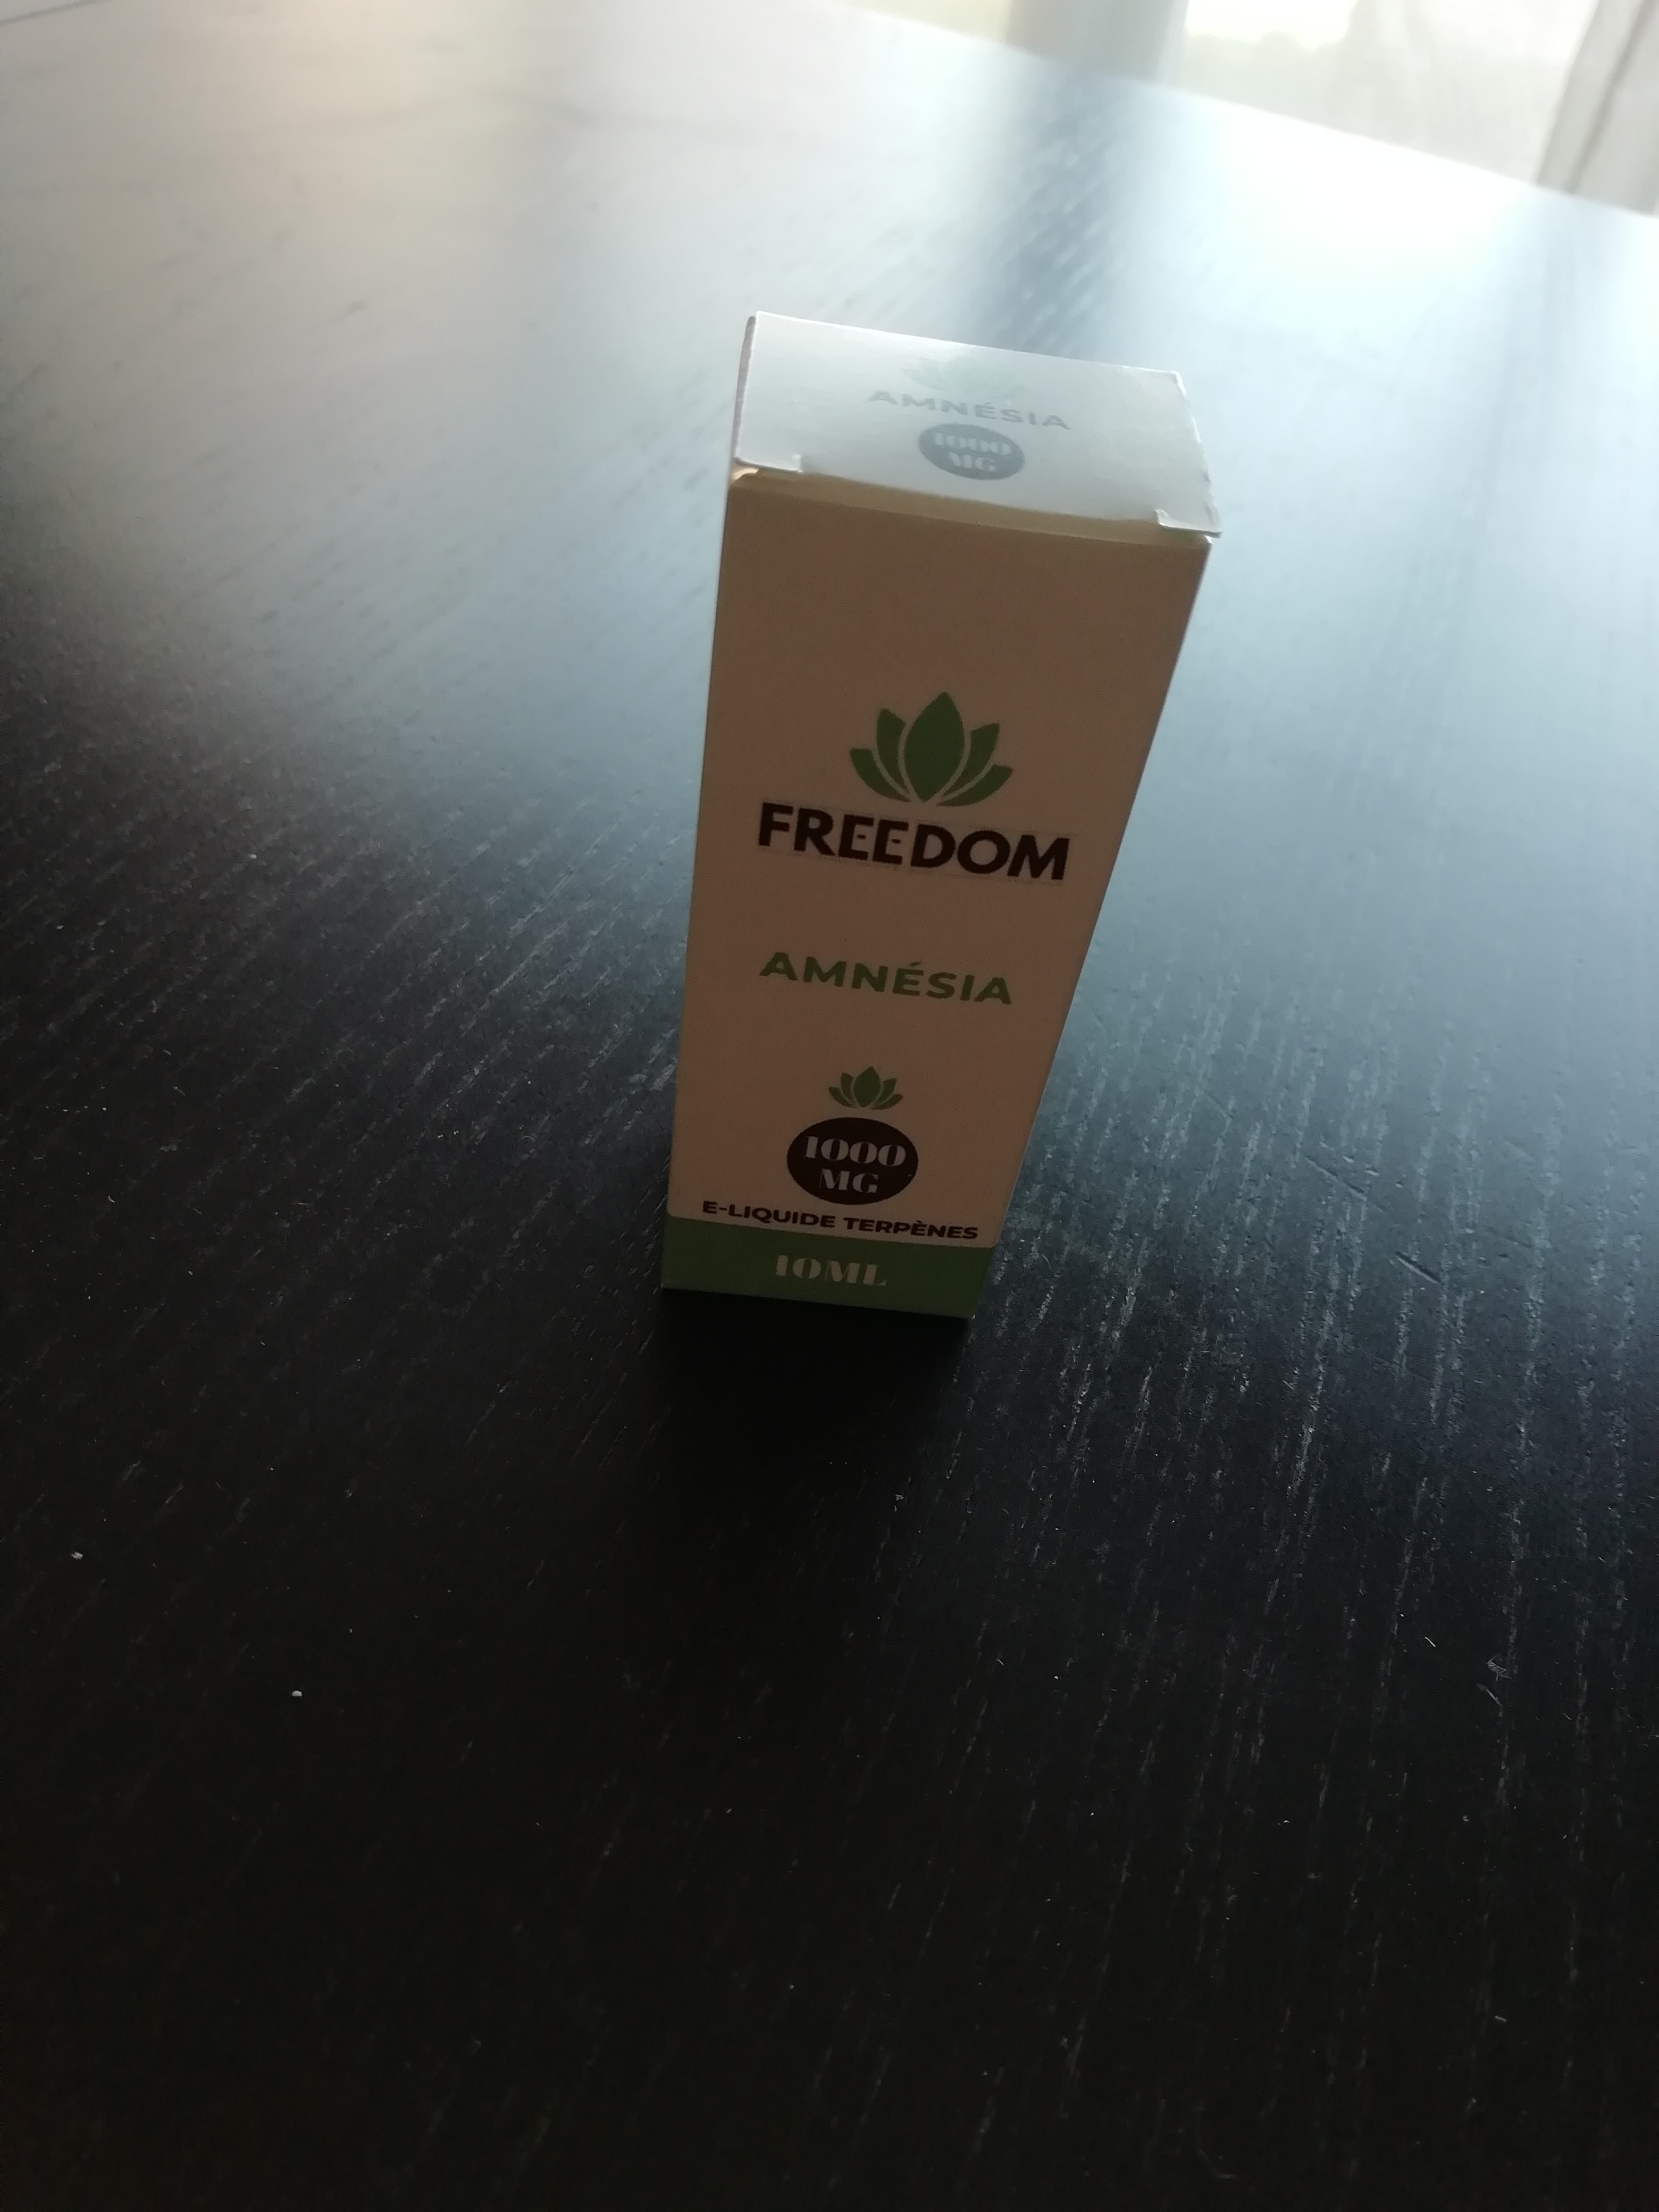 AMNÉSIA
1000
MG
FREEDOM
AMNÉSIA
1000
MG
E-LIQUIDE TERPÈNES
10ML